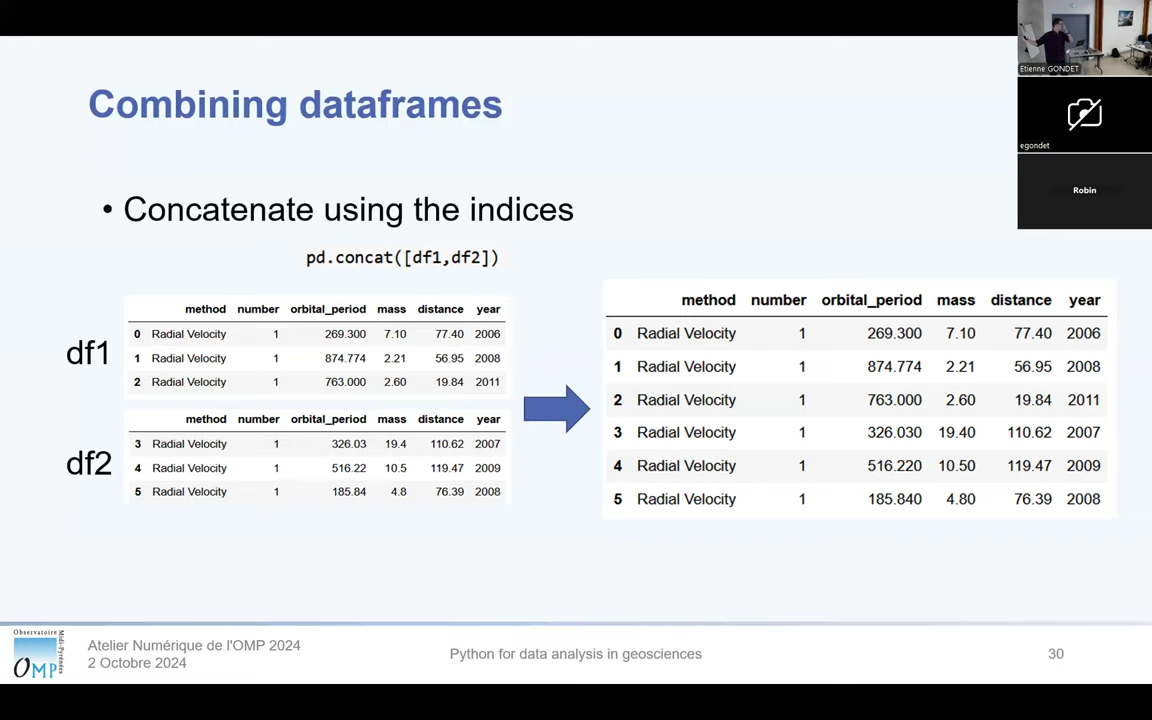 Combining dataframes
• Concatenate using the indices
pd.concat([df1,df2])
df1
method number orbital_period mass distance year
0 Radial Velocity 1 269.300 7.10 77.40 2006
1 Radial Velocity 1 874.774 2.21 56.95 2008
2 Radial Velocity 1 763.000 2.60 19.84 2011
df2
method number orbital_period mass distance year
3 Radial Velocity 1 326.03 19.4 110.62 2007
4 Radial Velocity 1 516.22 10.5 119.47 2009
5 Radial Velocity 1 185.84 4.8 76.39 2008
method number orbital_period mass distance year
0 Radial Velocity 1 269.300 7.10 77.40 2006
1 Radial Velocity 1 874.774 2.21 56.95 2008
2 Radial Velocity 1 763.000 2.60 19.84 2011
3 Radial Velocity 1 326.030 19.40 110.62 2007
4 Radial Velocity 1 516.220 10.50 119.47 2009
5 Radial Velocity 1 185.840 4.80 76.39 2008
Etienne GONDET
egondet
Robin
Observatoire
Midi-Pyrénées
OMP
Atelier Numérique de l'OMP 2024
2 Octobre 2024
Python for data analysis in geosciences
30